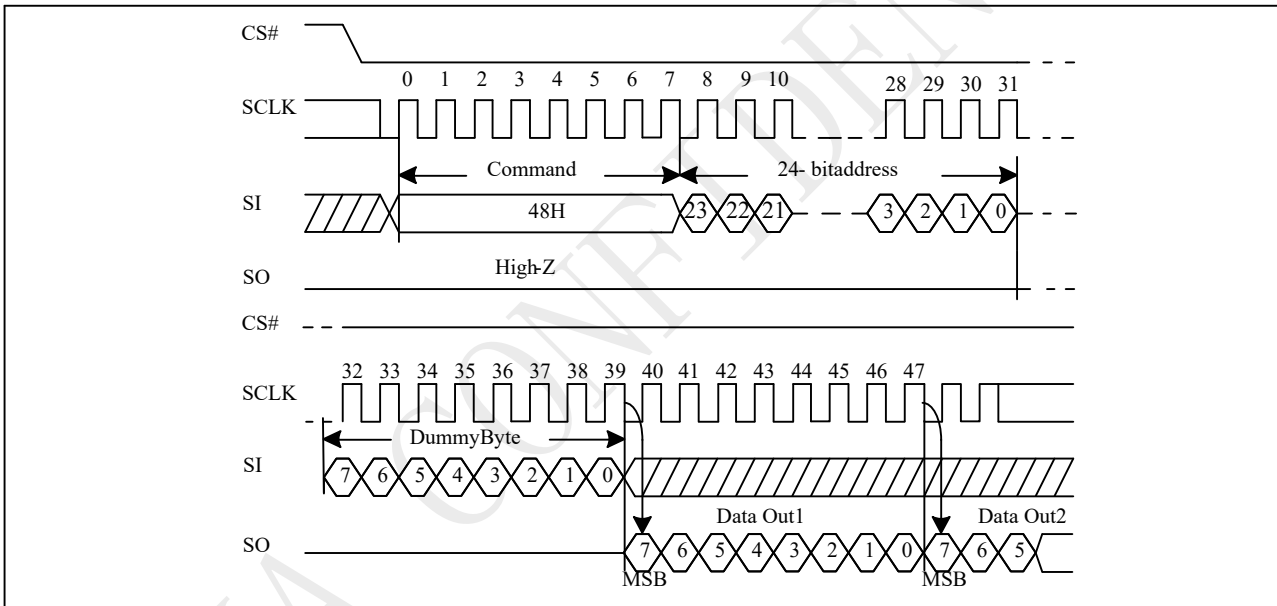 CS#
0 1 2 3 4 5 6 7 8 9 10 28 29 30 31
SCLK
Command 24- bitaddress
SI 48H 23 22 21 3 2 1 0
High-Z
SO
CS#
32 33 34 35 36 37 38 39 40 41 42 43 44 45 46 47
SCLK
DummyByte
SI 7 6 5 4 3 2 1 0
Data Out1 Data Out2
SO 7 6 5 4 3 2 1 0 7 6 5
MSB MSB